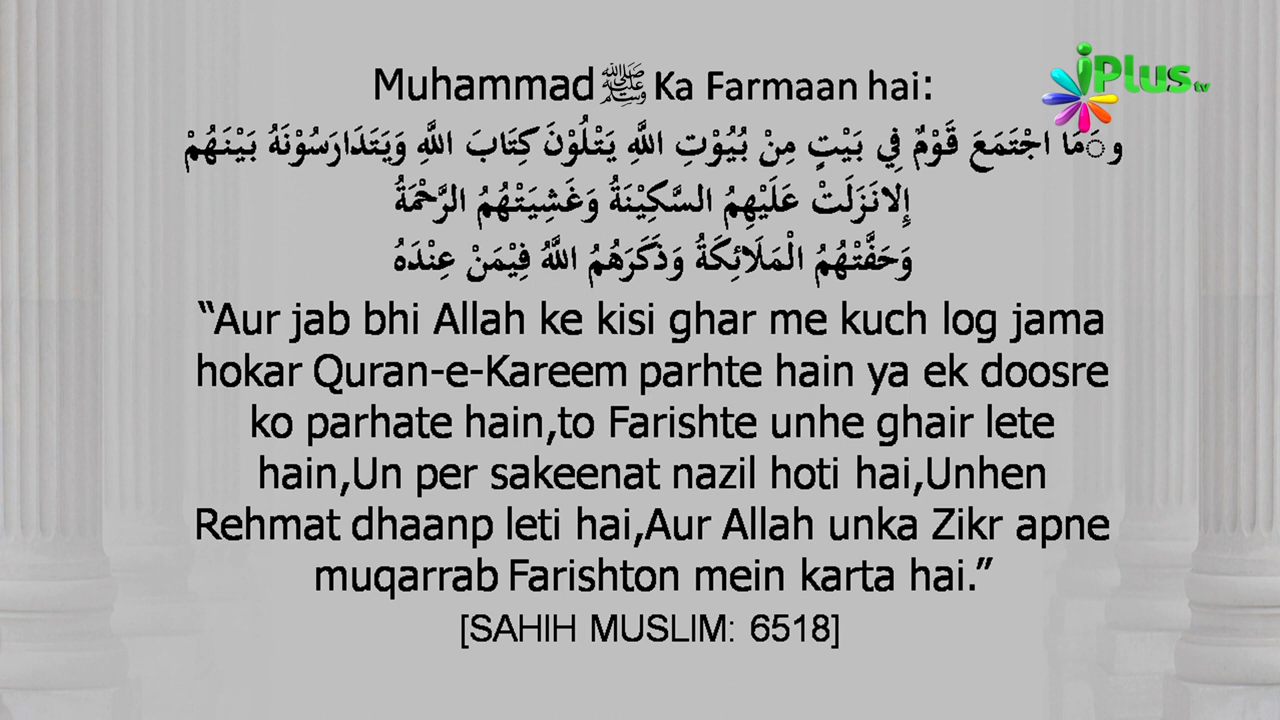 iPlus tv
Muhammad ﷺ Ka Farmaan hai:
وَمَا اجْتَمَعَ قَوْمٌ فِي بَيْتٍ مِنْ بُيُوْتِ اللَّهِ يَتْلُوْنَ كِتَابَ اللَّهِ وَيَتَدَارَسُوْنَهُ بَيْنَهُمْ
إِلانَزَلَتْ عَلَيْهِمُ السَّكِيْنَةُ وَغَشِيَتْهُمُ الرَّحْمَةُ
وَحَفَّتْهُمُ الْمَلَائِكَةُ وَذَكَرَهُمُ اللَّهُ فِيْمَنْ عِنْدَهُ
“Aur jab bhi Allah ke kisi ghar me kuch log jama
hokar Quran-e-Kareem parhte hain ya ek doosre
ko parhate hain,to Farishte unhe ghair lete
hain,Un per sakeenat nazil hoti hai,Unhen
Rehmat dhaanp leti hai,Aur Allah unka Zikr apne
muqarrab Farishton mein karta hai.”
[SAHIH MUSLIM: 6518]